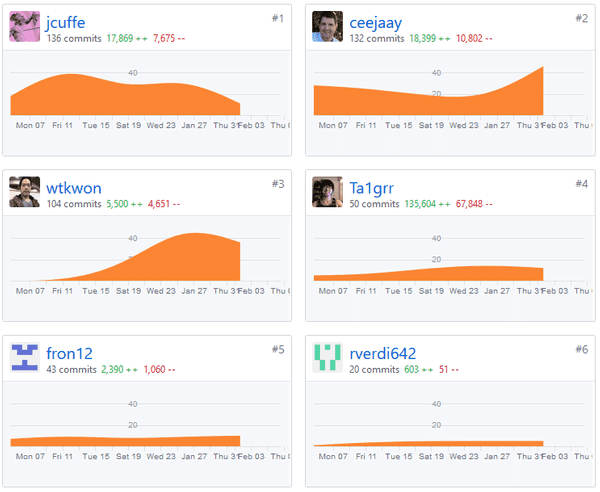 jcuffe #1
136 commits 17,869 ++ 7,675 --
40
Mon 07 Fri 11 Tue 15 Sat 19 Wed 23 Jan 27 Thu 31 Feb 03 Thu
ceejaay #2
132 commits 18,399 ++ 10,802 --
40
20
Mon 07 Fri 11 Tue 15 Sat 19 Wed 23 Jan 27 Thu 31 Feb 03 Thu
wtkwon #3
104 commits 5,500 ++ 4,651 --
40
20
Mon 07 Fri 11 Tue 15 Sat 19 Wed 23 Jan 27 Thu 31 Feb 03 Thu
Ta1grr #4
50 commits 135,604 ++ 67,848 --
40
20
Mon 07 Fri 11 Tue 15 Sat 19 Wed 23 Jan 27 Thu 31 Feb 03 Thu
fron12 #5
43 commits 2,390 ++ 1,060 --
40
20
Mon 07 Fri 11 Tue 15 Sat 19 Wed 23 Jan 27 Thu 31 Feb 03 Thu
rverdi642 #6
20 commits 603 ++ 51 --
40
20
Mon 07 Fri 11 Tue 15 Sat 19 Wed 23 Jan 27 Thu 31 Feb 03 Thu